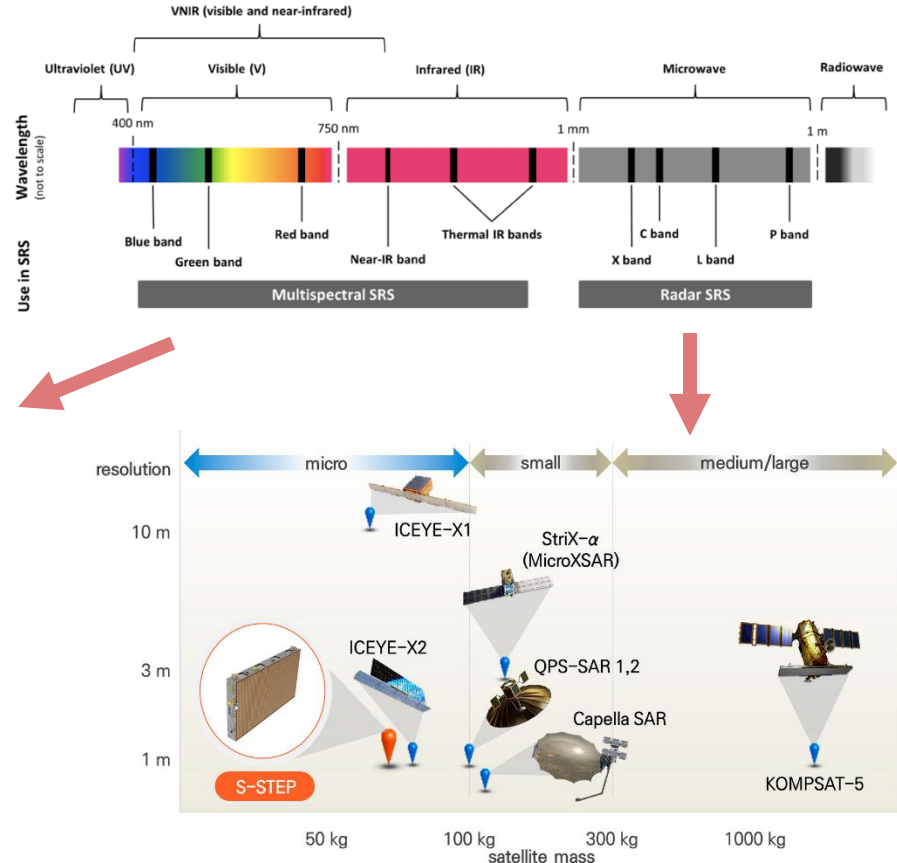 VNIR (visible and near-infrared)
Ultraviolet (UV)
Visible (V)
Infrared (IR)
Microwave
Radiowave
400 nm
750 nm
1 mm
1 m
Wavelength
(not to scale)
Use in SRS
Blue band
Green band
Red band
Near-IR band
Thermal IR bands
X band
C band
L band
P band
Multispectral SRS
Radar SRS
resolution
micro
small
medium/large
10 m
ICEYE-X1
StriX-α
(MicroXSAR)
3 m
ICEYE-X2
QPS-SAR 1,2
Capella SAR
1 m
S-STEP
KOMPSAT-5
50 kg
100 kg
300 kg
1000 kg
satellite mass